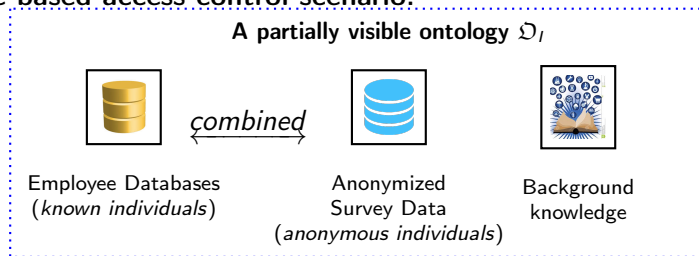 based access control scenario:
A partially visible ontology 𝔒_I
combined
Employee Databases
(known individuals)
Anonymized
Survey Data
(anonymous individuals)
Background
knowledge